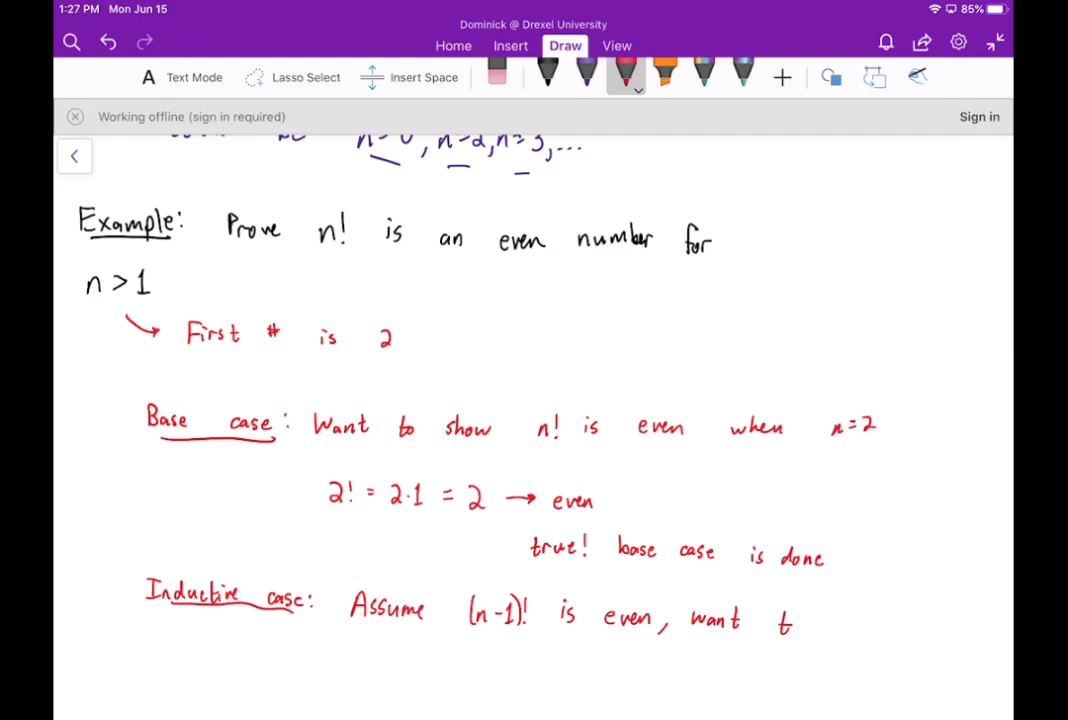 1:27 PM Mon Jun 15
85%
Dominick @ Drexel University
Home Insert Draw View
A Text Mode Lasso Select Insert Space
Working offline (sign in required) Sign in
, n=2, n=3, ...
Example: Prove n! is an even number for
n > 1
First # is 2
Base case: Want to show n! is even when n=2
2! = 2·1 = 2 → even
true! base case is done
Inductive case: Assume (n-1)! is even, want t